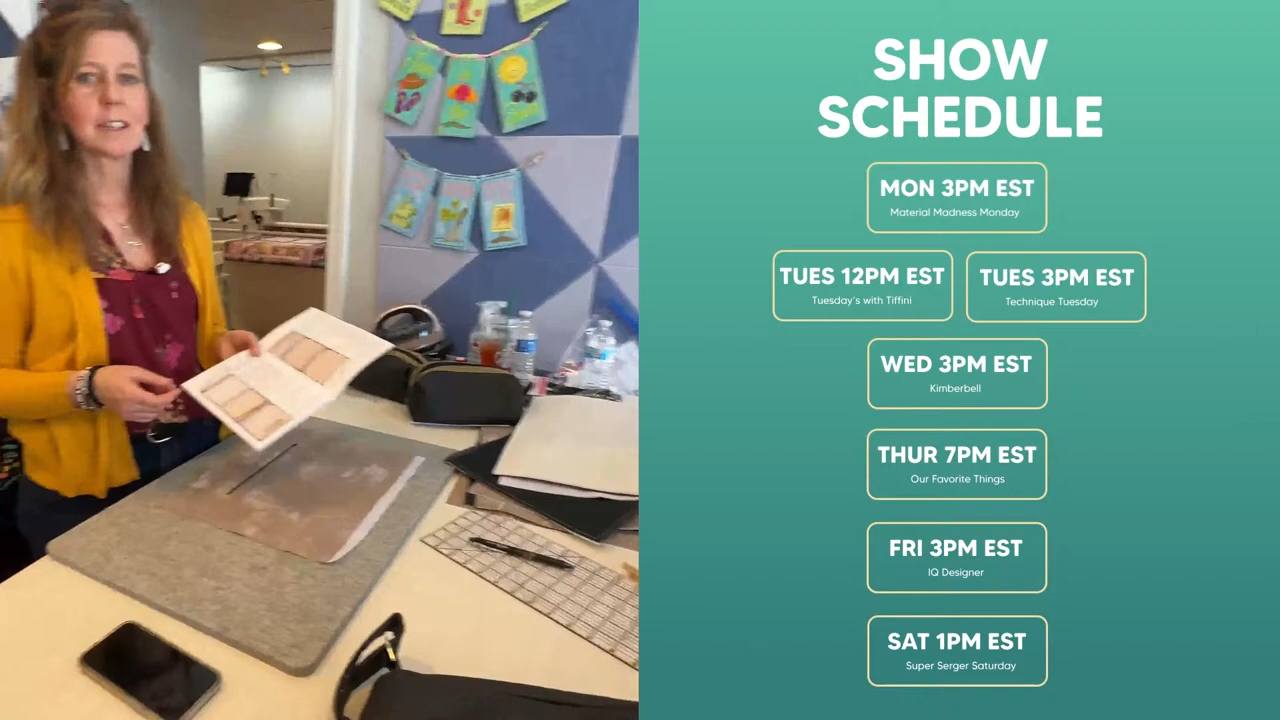 SHOW
SCHEDULE
MON 3PM EST
Material Madness Monday
TUES 12PM EST
Tuesday's with Tiffini
TUES 3PM EST
Technique Tuesday
WED 3PM EST
Kimberbell
THUR 7PM EST
Our Favorite Things
FRI 3PM EST
IQ Designer
SAT 1PM EST
Super Serger Saturday